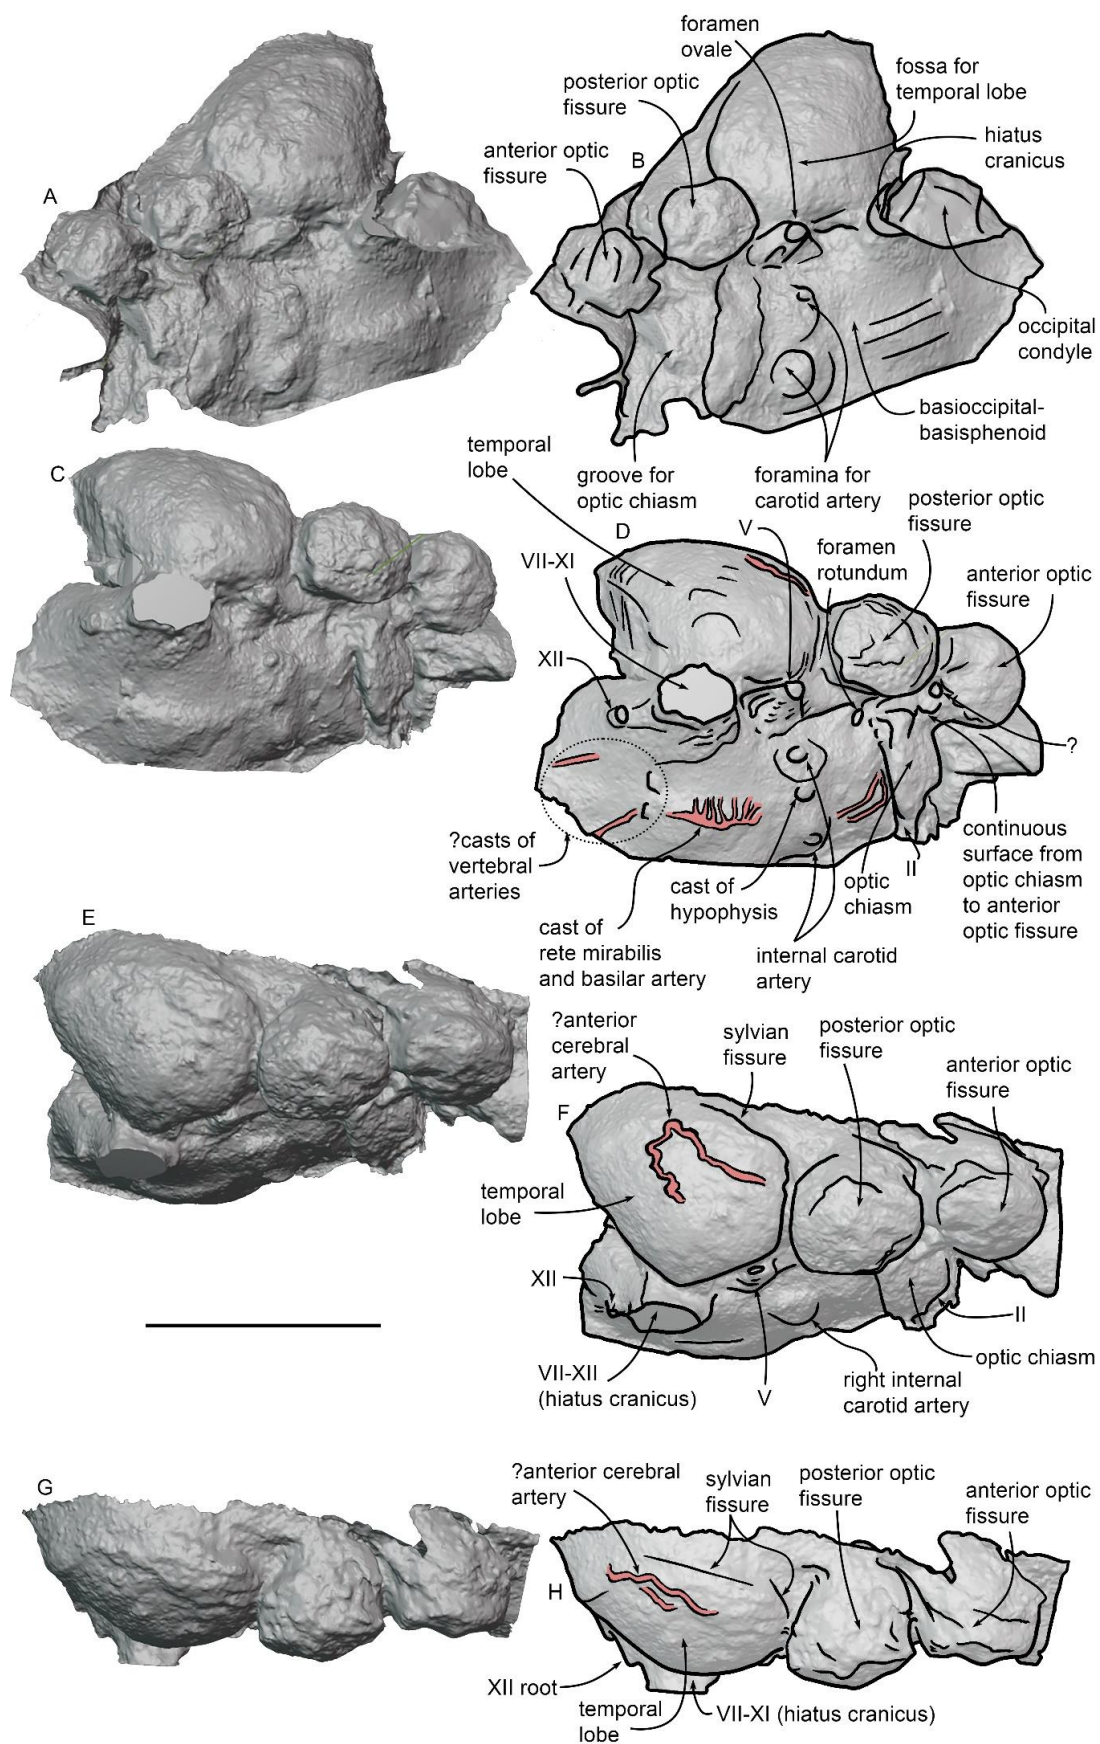 A
B
foramen
ovale
posterior optic
fissure
anterior optic
fissure
fossa for
temporal lobe
hiatus
cranicus
occipital
condyle
basioccipital-
basisphenoid
foramina for
carotid artery
groove for
optic chiasm
C
D
temporal
lobe
VII-XI
XII
V
foramen
rotundum
posterior optic
fissure
anterior optic
fissure
?
?casts of
vertebral
arteries
cast of
rete mirabilis
and basilar artery
cast of
hypophysis
internal carotid
artery
optic
chiasm
II
continuous
surface from
optic chiasm
to anterior
optic fissure
E
F
?anterior
cerebral
artery
sylvian
fissure
posterior optic
fissure
anterior optic
fissure
temporal
lobe
XII
VII-XII
(hiatus cranicus)
V
right internal
carotid artery
optic chiasm
II
G
H
?anterior cerebral
artery
sylvian
fissure
posterior optic
fissure
anterior optic
fissure
XII root
temporal
lobe
VII-XI (hiatus cranicus)